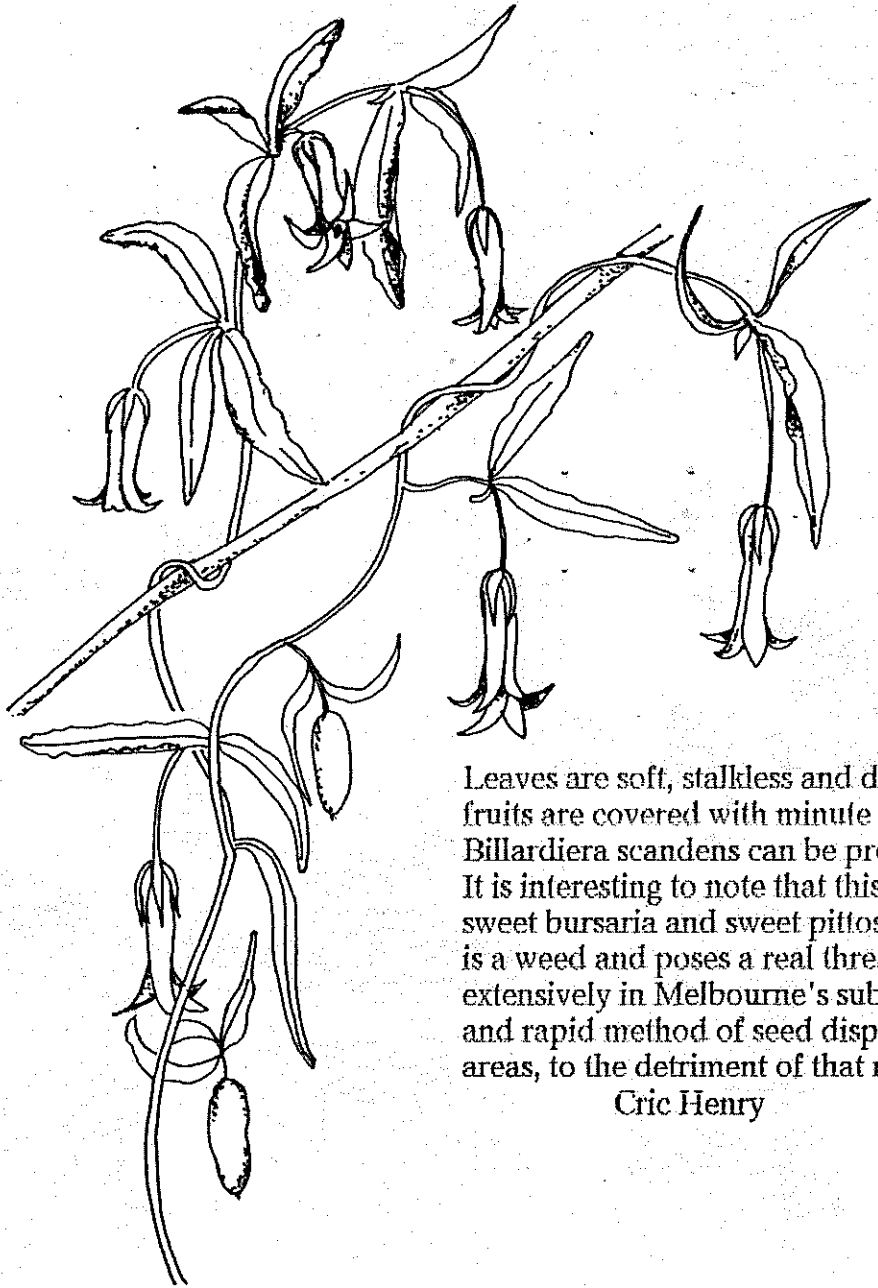 Leaves are soft, stalkless and d
fruits are covered with minute
Billardiera scandens can be pr
It is interesting to note that this
sweet bursaria and sweet pittos
is a weed and poses a real thre
extensively in Melbourne's sub
and rapid method of seed disp
areas, to the detriment of that
Cric Henry